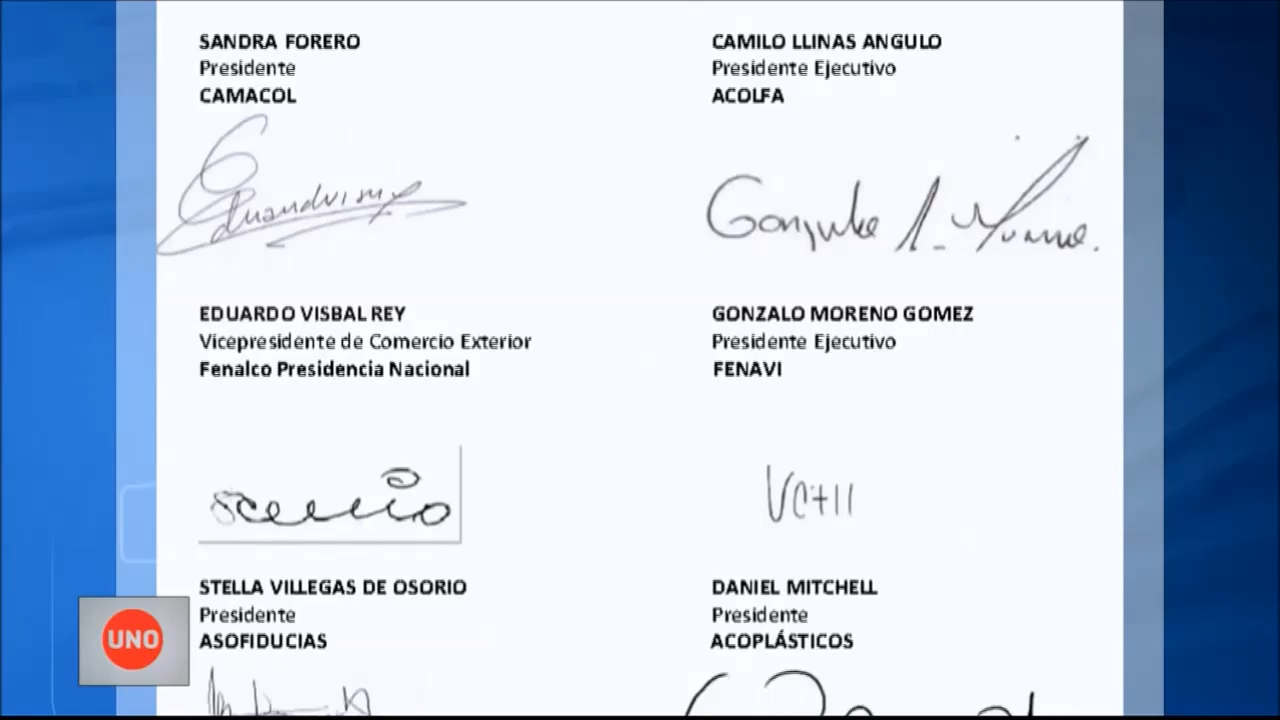 SANDRA FORERO
Presidente
CAMACOL
CAMILO LLINAS ANGULO
Presidente Ejecutivo
ACOLFA
EDUARDO VISBAL REY
Vicepresidente de Comercio Exterior
Fenalco Presidencia Nacional
GONZALO MORENO GOMEZ
Presidente Ejecutivo
FENAVI
STELLA VILLEGAS DE OSORIO
Presidente
ASOFIDUCIAS
DANIEL MITCHELL
Presidente
ACOPLÁSTICOS
UNO